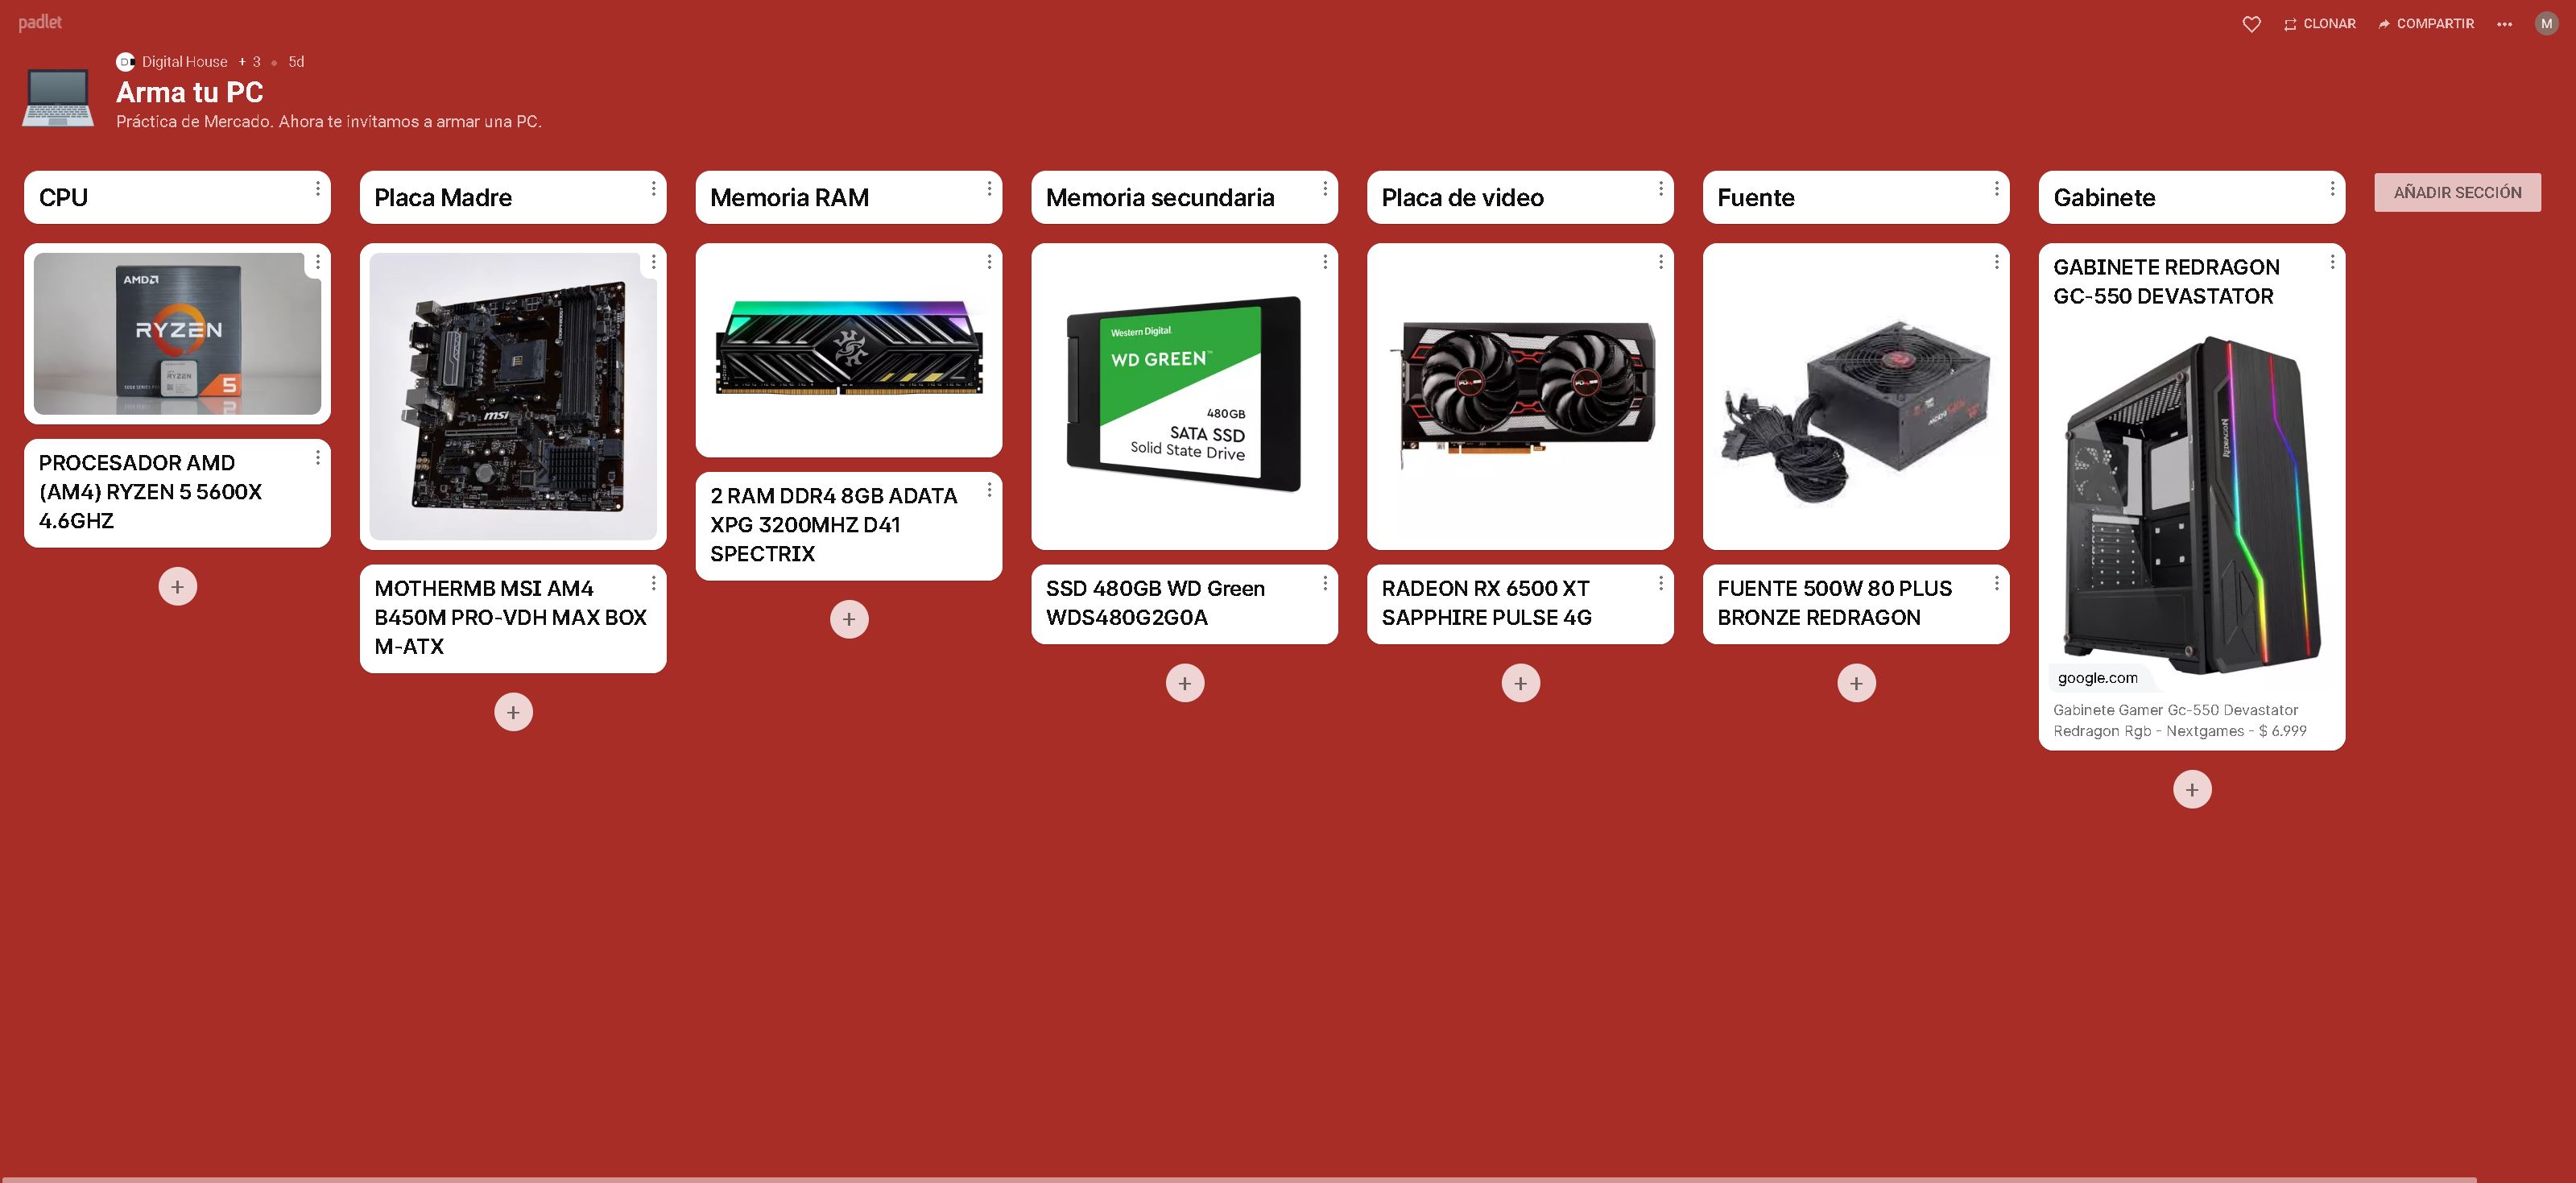 padlet
CLONAR
COMPARTIR
M
Digital House + 3 • 5d
Arma tu PC
Práctica de Mercado. Ahora te invitamos a armar una PC.
CPU
AMD
RYZEN
RYZEN
5
PROCESADOR AMD
(AM4) RYZEN 5 5600X
4.6GHZ
Placa Madre
msi
MOTHERMB MSI AM4
B450M PRO-VDH MAX BOX
M-ATX
Memoria RAM
2 RAM DDR4 8GB ADATA
XPG 3200MHZ D41
SPECTRIX
Memoria secundaria
Western Digital
WD GREEN™
480GB
SATA SSD
Solid State Drive
SSD 480GB WD Green
WDS480G2G0A
Placa de video
RADEON RX 6500 XT
SAPPHIRE PULSE 4G
Fuente
FUENTE 500W 80 PLUS
BRONZE REDRAGON
Gabinete
GABINETE REDRAGON
GC-550 DEVASTATOR
REDRAGON
google.com
Gabinete Gamer Gc-550 Devastator
Redragon Rgb - Nextgames - $ 6.999
AÑADIR SECCIÓN